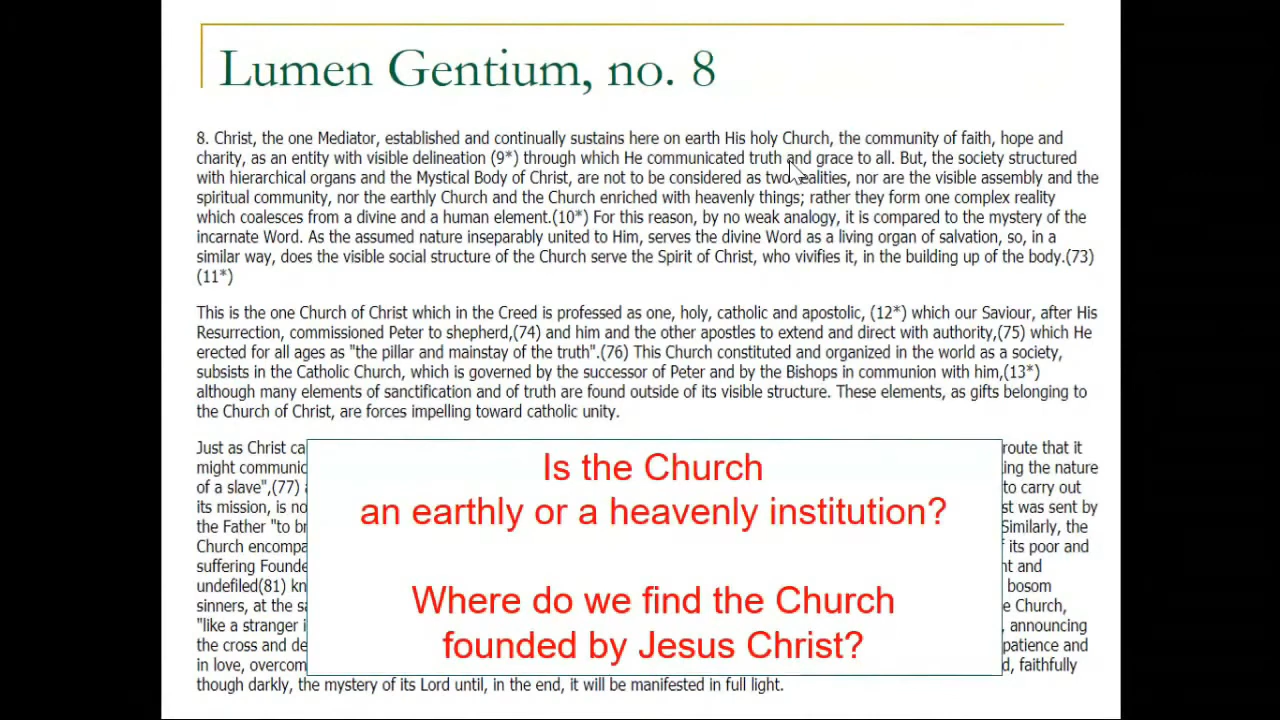 Lumen Gentium, no. 8
8. Christ, the one Mediator, established and continually sustains here on earth His holy Church, the community of faith, hope and
charity, as an entity with visible delineation (9*) through which He communicated truth and grace to all. But, the society structured
with hierarchical organs and the Mystical Body of Christ, are not to be considered as two realities, nor are the visible assembly and the
spiritual community, nor the earthly Church and the Church enriched with heavenly things; rather they form one complex reality
which coalesces from a divine and a human element.(10*) For this reason, by no weak analogy, it is compared to the mystery of the
incarnate Word. As the assumed nature inseparably united to Him, serves the divine Word as a living organ of salvation, so, in a
similar way, does the visible social structure of the Church serve the Spirit of Christ, who vivifies it, in the building up of the body.(73)
(11*)
This is the one Church of Christ which in the Creed is professed as one, holy, catholic and apostolic, (12*) which our Saviour, after His
Resurrection, commissioned Peter to shepherd,(74) and him and the other apostles to extend and direct with authority,(75) which He
erected for all ages as "the pillar and mainstay of the truth".(76) This Church constituted and organized in the world as a society,
subsists in the Catholic Church, which is governed by the successor of Peter and by the Bishops in communion with him,(13*)
although many elements of sanctification and of truth are found outside of its visible structure. These elements, as gifts belonging to
the Church of Christ, are forces impelling toward catholic unity.
Just as Christ route that it
might the nature
of a slave",(77) to carry out
its mission, is was sent by
the Father "to Similarly, the
Church its poor and
suffering and
undefiled(81) bosom
sinners, at the Church,
"like a stranger announcing
the cross and patience and
in love, faithfully
though darkly, the mystery of its Lord until, in the end, it will be manifested in full light.
Is the Church
an earthly or a heavenly institution?
Where do we find the Church
founded by Jesus Christ?